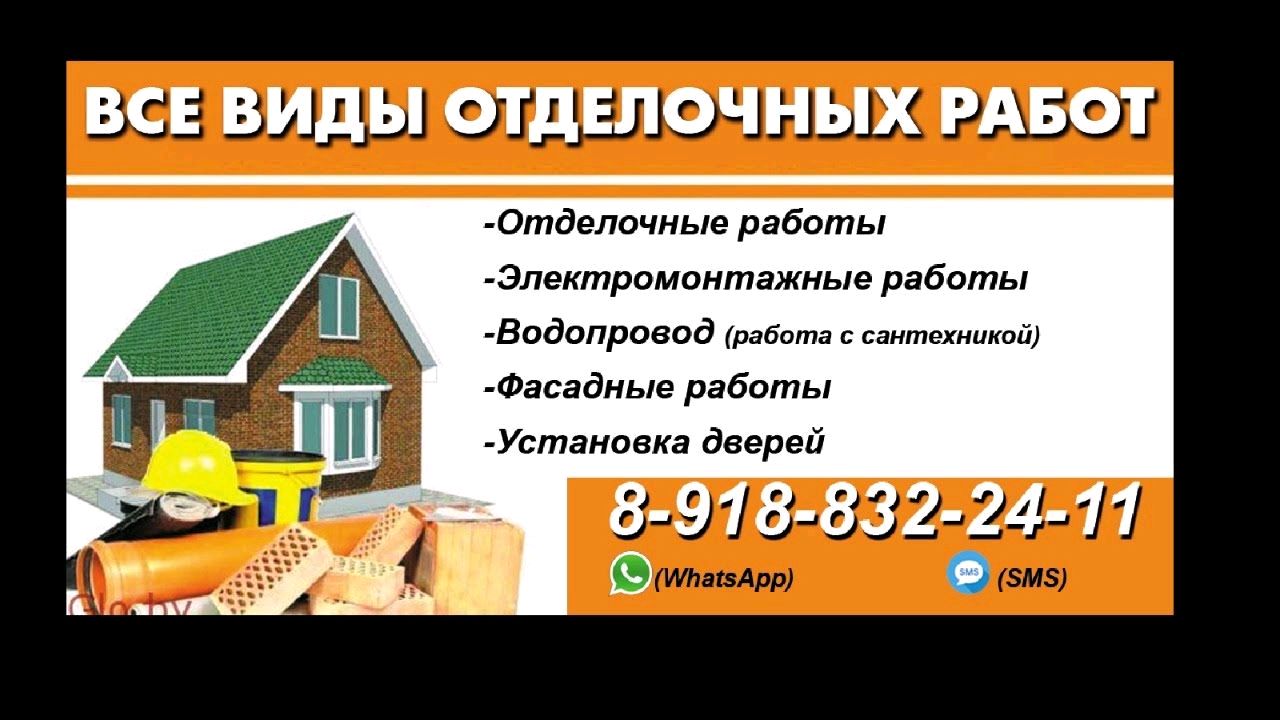 ВСЕ ВИДЫ ОТДЕЛОЧНЫХ РАБОТ
-Отделочные работы
-Электромонтажные работы
-Водопровод (работа с сантехникой)
-Фасадные работы
-Установка дверей
8-918-832-24-11
(WhatsApp)
SMS (SMS)